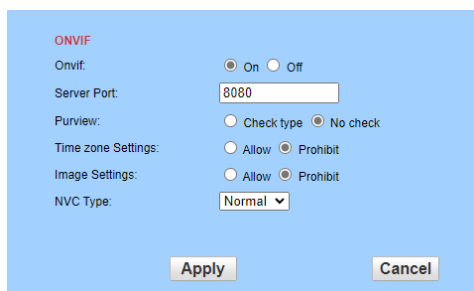 ONVIF
Onvif: On Off
Server Port: 8080
Purview: Check type No check
Time zone Settings: Allow Prohibit
Image Settings: Allow Prohibit
NVC Type: Normal
Apply Cancel